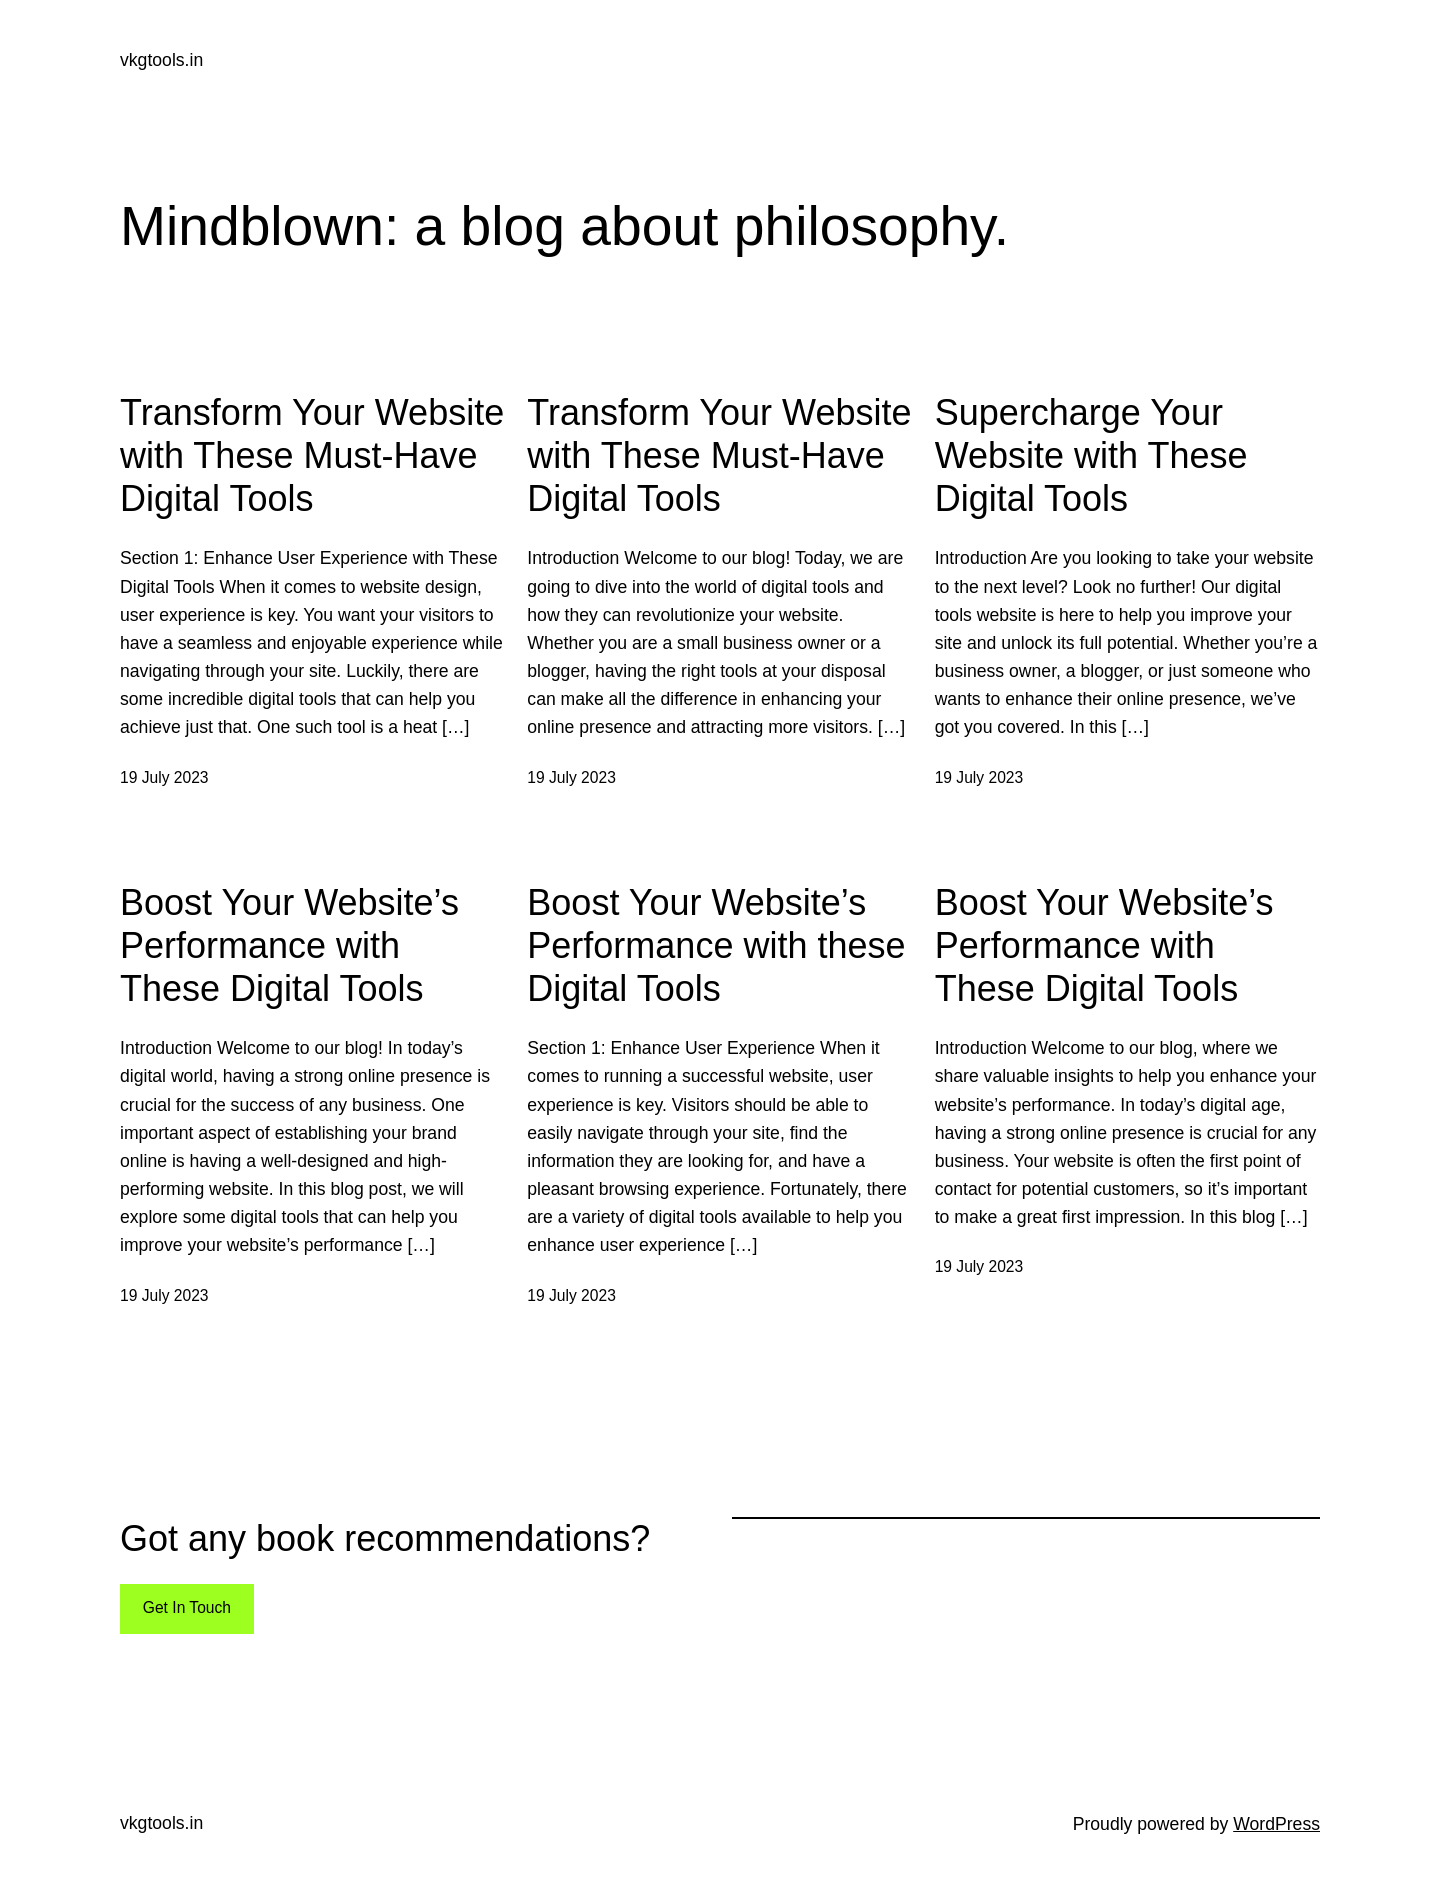 vkgtools.in
Mindblown: a blog about philosophy.
Transform Your Website
with These Must-Have
Digital Tools
Section 1: Enhance User Experience with These
Digital Tools When it comes to website design,
user experience is key. You want your visitors to
have a seamless and enjoyable experience while
navigating through your site. Luckily, there are
some incredible digital tools that can help you
achieve just that. One such tool is a heat […]
19 July 2023
Transform Your Website
with These Must-Have
Digital Tools
Introduction Welcome to our blog! Today, we are
going to dive into the world of digital tools and
how they can revolutionize your website.
Whether you are a small business owner or a
blogger, having the right tools at your disposal
can make all the difference in enhancing your
online presence and attracting more visitors. […]
19 July 2023
Supercharge Your
Website with These
Digital Tools
Introduction Are you looking to take your website
to the next level? Look no further! Our digital
tools website is here to help you improve your
site and unlock its full potential. Whether you’re a
business owner, a blogger, or just someone who
wants to enhance their online presence, we’ve
got you covered. In this […]
19 July 2023
Boost Your Website’s
Performance with
These Digital Tools
Introduction Welcome to our blog! In today’s
digital world, having a strong online presence is
crucial for the success of any business. One
important aspect of establishing your brand
online is having a well-designed and high-
performing website. In this blog post, we will
explore some digital tools that can help you
improve your website’s performance […]
19 July 2023
Boost Your Website’s
Performance with these
Digital Tools
Section 1: Enhance User Experience When it
comes to running a successful website, user
experience is key. Visitors should be able to
easily navigate through your site, find the
information they are looking for, and have a
pleasant browsing experience. Fortunately, there
are a variety of digital tools available to help you
enhance user experience […]
19 July 2023
Boost Your Website’s
Performance with
These Digital Tools
Introduction Welcome to our blog, where we
share valuable insights to help you enhance your
website’s performance. In today’s digital age,
having a strong online presence is crucial for any
business. Your website is often the first point of
contact for potential customers, so it’s important
to make a great first impression. In this blog […]
19 July 2023
Got any book recommendations?
Get In Touch
vkgtools.in
Proudly powered by WordPress